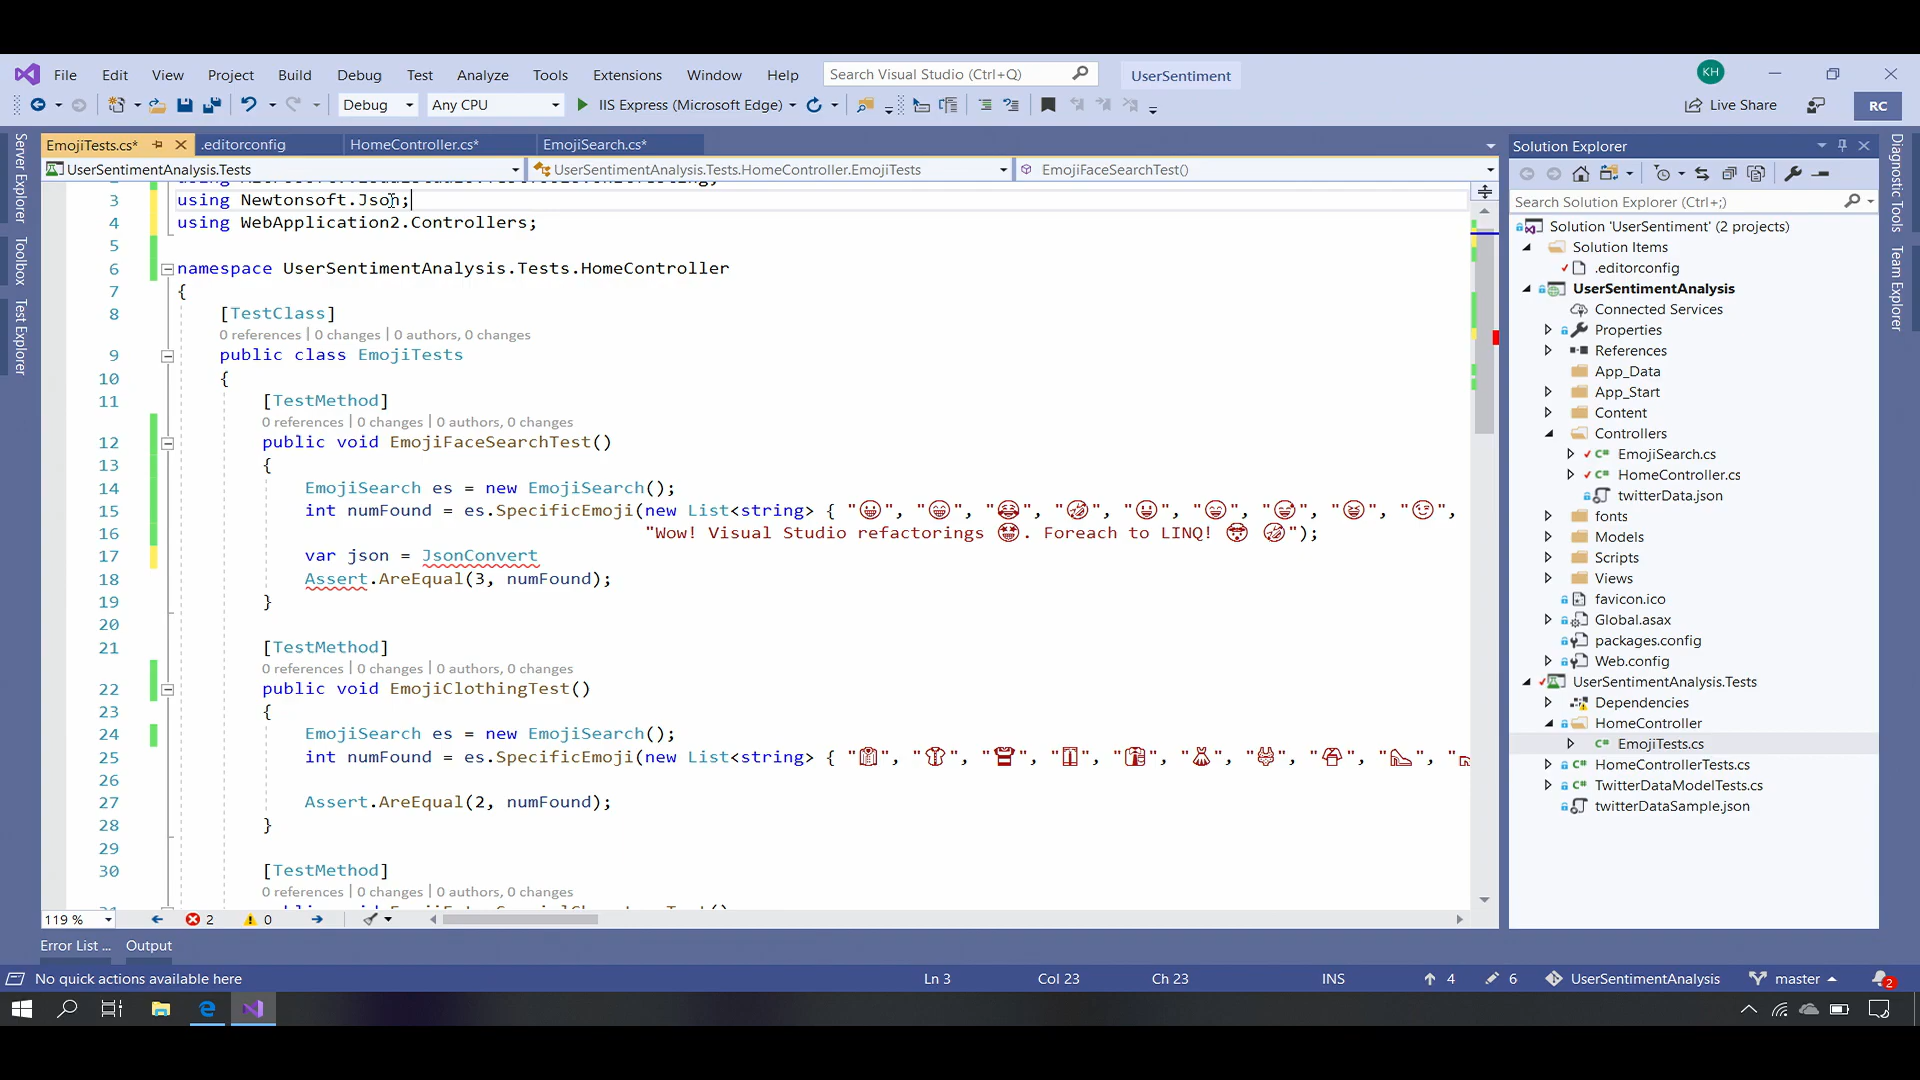 File Edit View Project Build Debug Test Analyze Tools Extensions Window Help Search Visual Studio (Ctrl+Q) UserSentiment KH
Debug Any CPU IIS Express (Microsoft Edge) Live Share RC
EmojiTests.cs* .editorconfig HomeController.cs* EmojiSearch.cs*
UserSentimentAnalysis.Tests UserSentimentAnalysis.Tests.HomeController.EmojiTests EmojiFaceSearchTest()
3 using Newtonsoft.Json;
4 using WebApplication2.Controllers;
5
6 namespace UserSentimentAnalysis.Tests.HomeController
7 {
8 [TestClass]
0 references | 0 changes | 0 authors, 0 changes
9 public class EmojiTests
10 {
11 [TestMethod]
0 references | 0 changes | 0 authors, 0 changes
12 public void EmojiFaceSearchTest()
13 {
14 EmojiSearch es = new EmojiSearch();
15 int numFound = es.SpecificEmoji(new List<string> { "😀", "😁", "😂", "🤣", "😃", "😄", "😅", "😆", "😉",
16 "Wow! Visual Studio refactorings 🤩. Foreach to LINQ! 🤯 🤣");
17 var json = JsonConvert
18 Assert.AreEqual(3, numFound);
19 }
20
21 [TestMethod]
0 references | 0 changes | 0 authors, 0 changes
22 public void EmojiClothingTest()
23 {
24 EmojiSearch es = new EmojiSearch();
25 int numFound = es.SpecificEmoji(new List<string> {
26
27 Assert.AreEqual(2, numFound);
28 }
29
30 [TestMethod]
0 references | 0 changes | 0 authors, 0 changes
119 % 2 0
Error List ... Output
No quick actions available here Ln 3 Col 23 Ch 23 INS 4 6 UserSentimentAnalysis master 2
Server Explorer
Toolbox
Test Explorer
Solution Explorer
Search Solution Explorer (Ctrl+;)
Solution 'UserSentiment' (2 projects)
Solution Items
.editorconfig
UserSentimentAnalysis
Connected Services
Properties
References
App_Data
App_Start
Content
Controllers
EmojiSearch.cs
HomeController.cs
twitterData.json
fonts
Models
Scripts
Views
favicon.ico
Global.asax
packages.config
Web.config
UserSentimentAnalysis.Tests
Dependencies
HomeController
EmojiTests.cs
HomeControllerTests.cs
TwitterDataModelTests.cs
twitterDataSample.json
Diagnostic Tools
Team Explorer